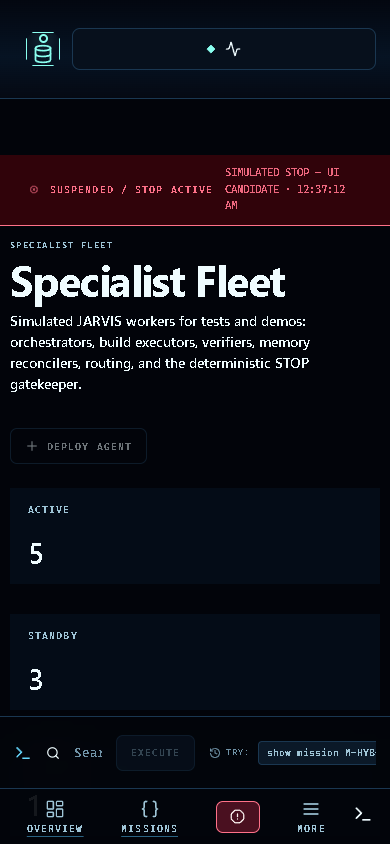 SUSPENDED / STOP ACTIVE
SIMULATED STOP — UI
CANDIDATE · 12:37:12
AM
SPECIALIST FLEET
Specialist Fleet
Simulated JARVIS workers for tests and demos:
orchestrators, build executors, verifiers, memory
reconcilers, routing, and the deterministic STOP
gatekeeper.
DEPLOY AGENT
ACTIVE
5
STANDBY
3
Sear
EXECUTE
TRY:
show mission M-HYB
1
OVERVIEW
MISSIONS
MORE